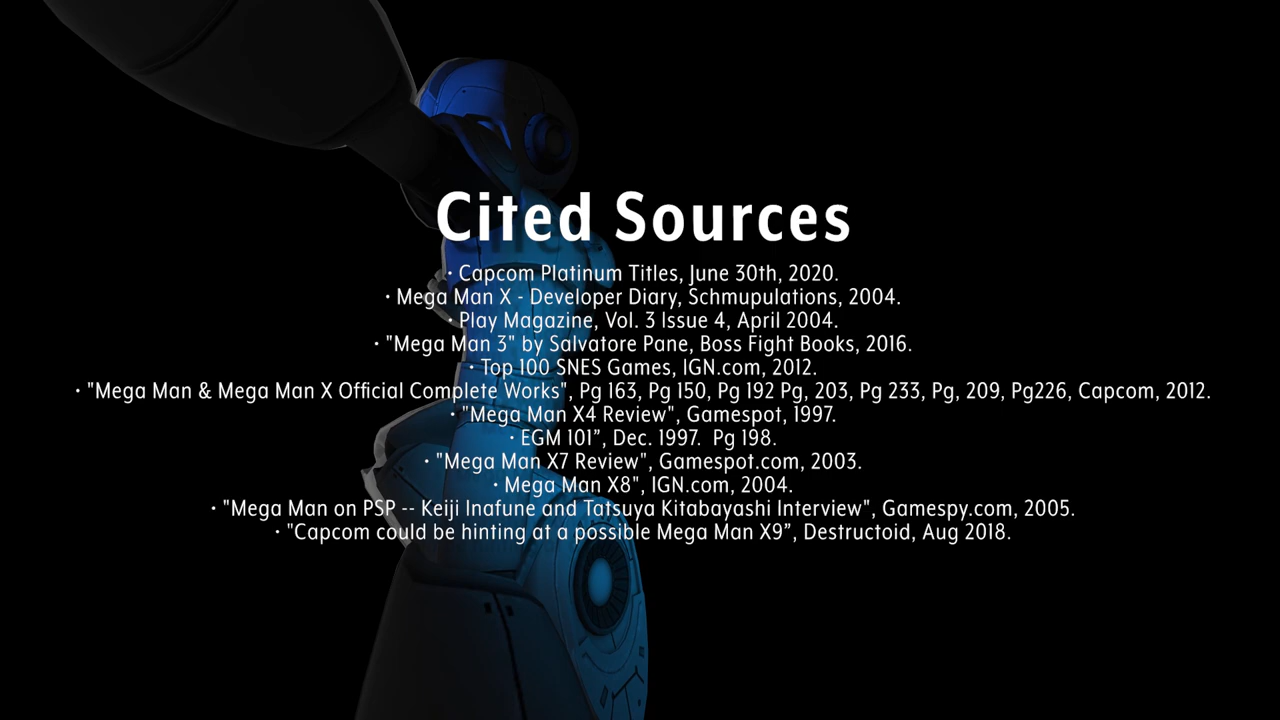 Cited Sources
· Capcom Platinum Titles, June 30th, 2020.
· Mega Man X - Developer Diary, Schmupulations, 2004.
· Play Magazine, Vol. 3 Issue 4, April 2004.
· "Mega Man 3" by Salvatore Pane, Boss Fight Books, 2016.
· Top 100 SNES Games, IGN.com, 2012.
· "Mega Man & Mega Man X Official Complete Works", Pg 163, Pg 150, Pg 192 Pg, 203, Pg 233, Pg, 209, Pg226, Capcom, 2012.
· "Mega Man X4 Review", Gamespot, 1997.
· EGM 101”, Dec. 1997. Pg 198.
· "Mega Man X7 Review", Gamespot.com, 2003.
· Mega Man X8", IGN.com, 2004.
· "Mega Man on PSP -- Keiji Inafune and Tatsuya Kitabayashi Interview", Gamespy.com, 2005.
· "Capcom could be hinting at a possible Mega Man X9”, Destructoid, Aug 2018.